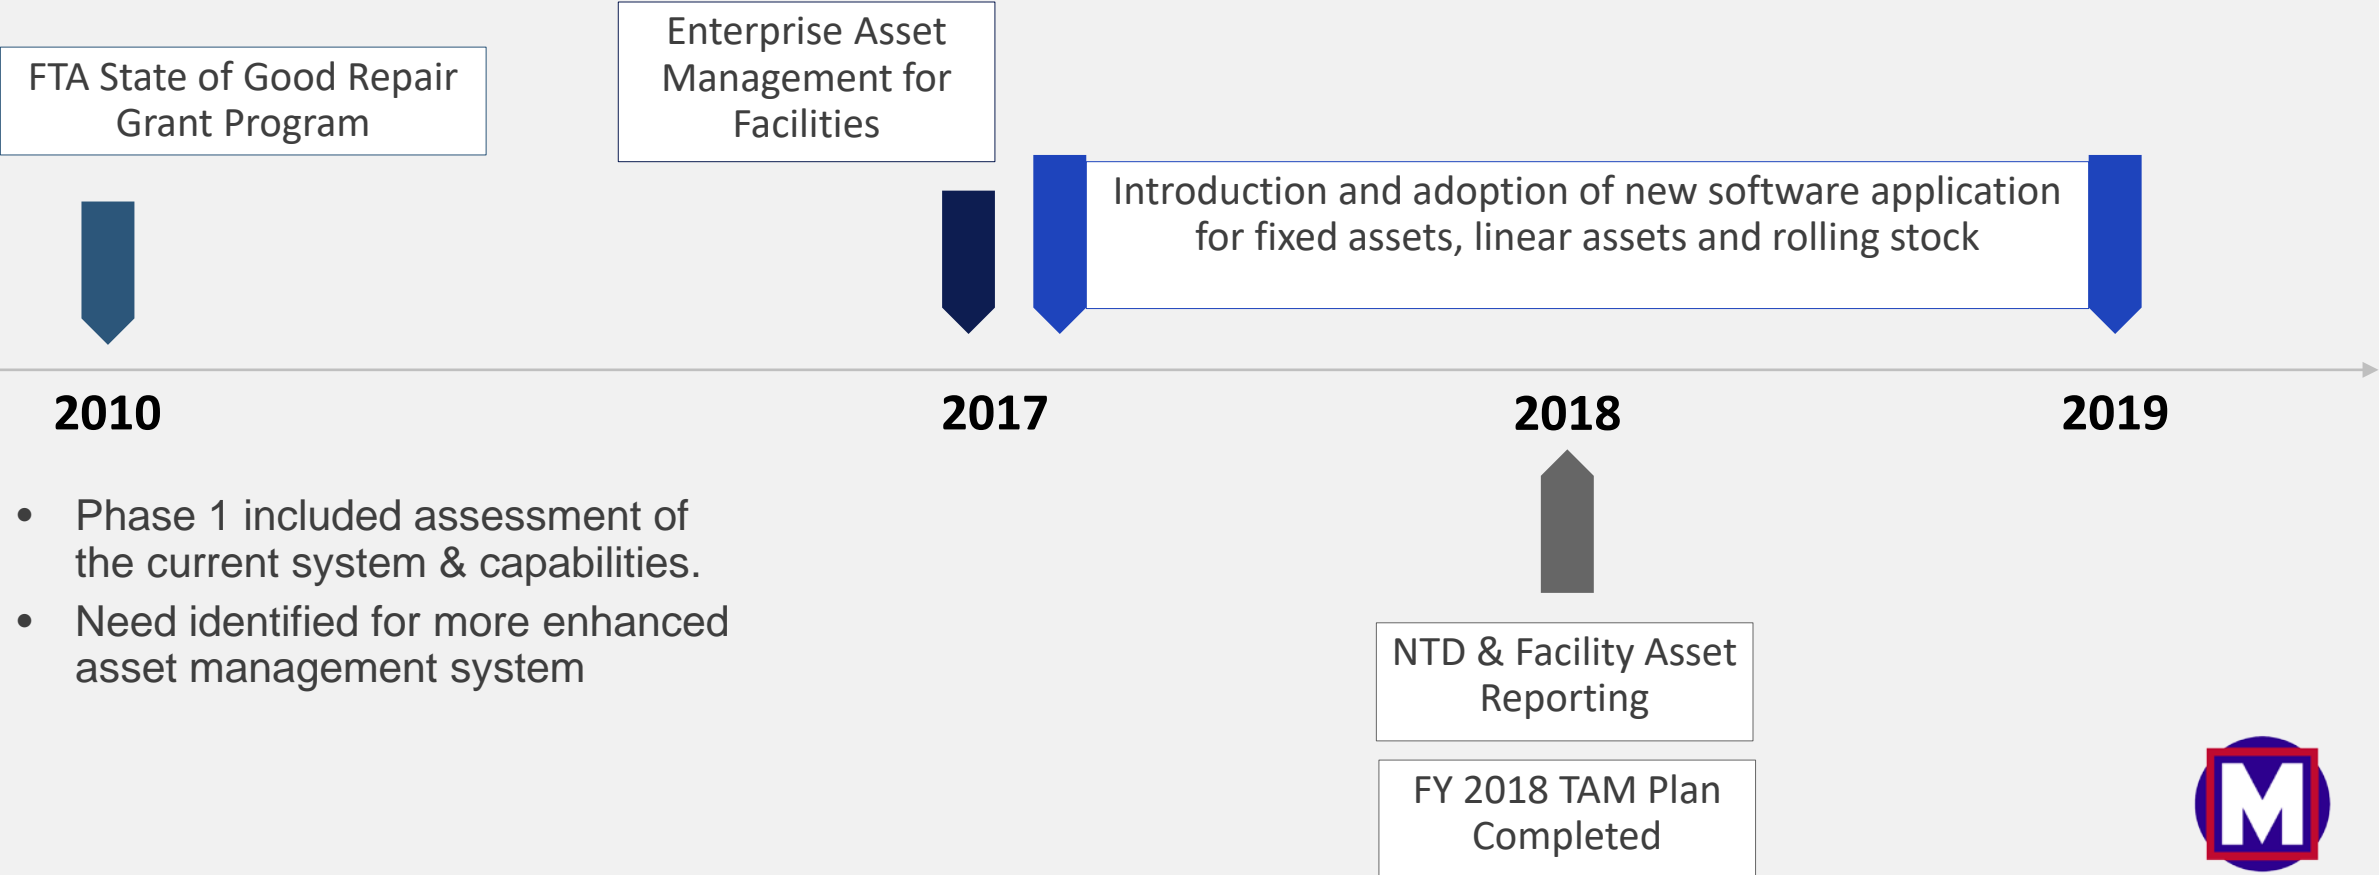 FTA State of Good Repair
Grant Program
Enterprise Asset
Management for
Facilities
Introduction and adoption of new software application
for fixed assets, linear assets and rolling stock
2010
2017
2018
2019
• Phase 1 included assessment of
the current system & capabilities.
• Need identified for more enhanced
asset management system
NTD & Facility Asset
Reporting
FY 2018 TAM Plan
Completed
M